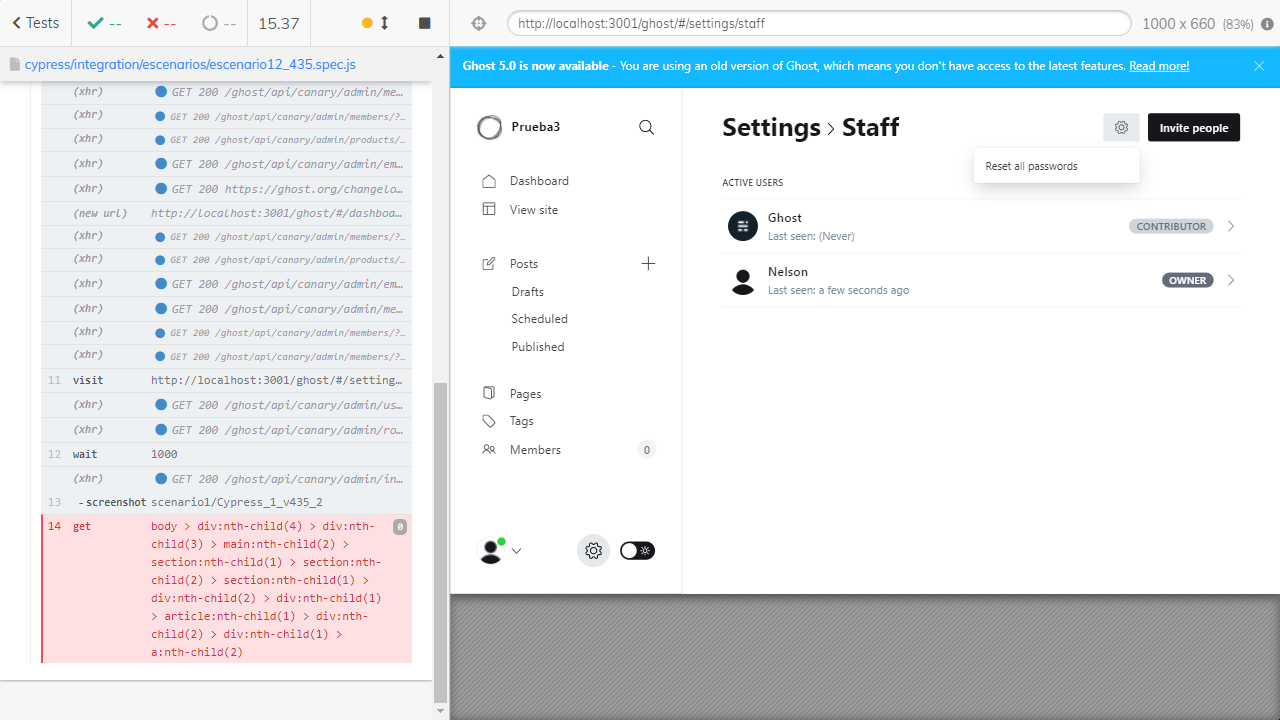 Tests
--
--
--
15.37
http://localhost:3001/ghost/#/settings/staff
1000 x 660 (83%)
cypress/integration/escenarios/escenario12_435.spec.js
(xhr) GET 200 /ghost/api/canary/admin/me…
(xhr) GET 200 /ghost/api/canary/admin/members/?…
(xhr) GET 200 /ghost/api/canary/admin/products/…
(xhr) GET 200 /ghost/api/canary/admin/em…
(xhr) GET 200 https://ghost.org/changelo…
(new url) http://localhost:3001/ghost/#/dashboa…
(xhr) GET 200 /ghost/api/canary/admin/members/?…
(xhr) GET 200 /ghost/api/canary/admin/products/…
(xhr) GET 200 /ghost/api/canary/admin/em…
(xhr) GET 200 /ghost/api/canary/admin/me…
(xhr) GET 200 /ghost/api/canary/admin/members/?…
(xhr) GET 200 /ghost/api/canary/admin/members/?…
11 visit http://localhost:3001/ghost/#/setting…
(xhr) GET 200 /ghost/api/canary/admin/us…
(xhr) GET 200 /ghost/api/canary/admin/ro…
12 wait 1000
(xhr) GET 200 /ghost/api/canary/admin/in…
13 -screenshot scenario1/Cypress_1_v435_2
14 get body > div:nth-child(4) > div:nth- 0
child(3) > main:nth-child(2) >
section:nth-child(1) > section:nth-
child(2) > section:nth-child(1) >
div:nth-child(2) > div:nth-child(1)
> article:nth-child(1) > div:nth-
child(2) > div:nth-child(1) >
a:nth-child(2)
Ghost 5.0 is now available - You are using an old version of Ghost, which means you don't have access to the latest features. Read more!
Prueba3
Dashboard
View site
Posts
Drafts
Scheduled
Published
Pages
Tags
Members 0
Settings › Staff
Invite people
Reset all passwords
ACTIVE USERS
Ghost
Last seen: (Never)
CONTRIBUTOR
Nelson
Last seen: a few seconds ago
OWNER